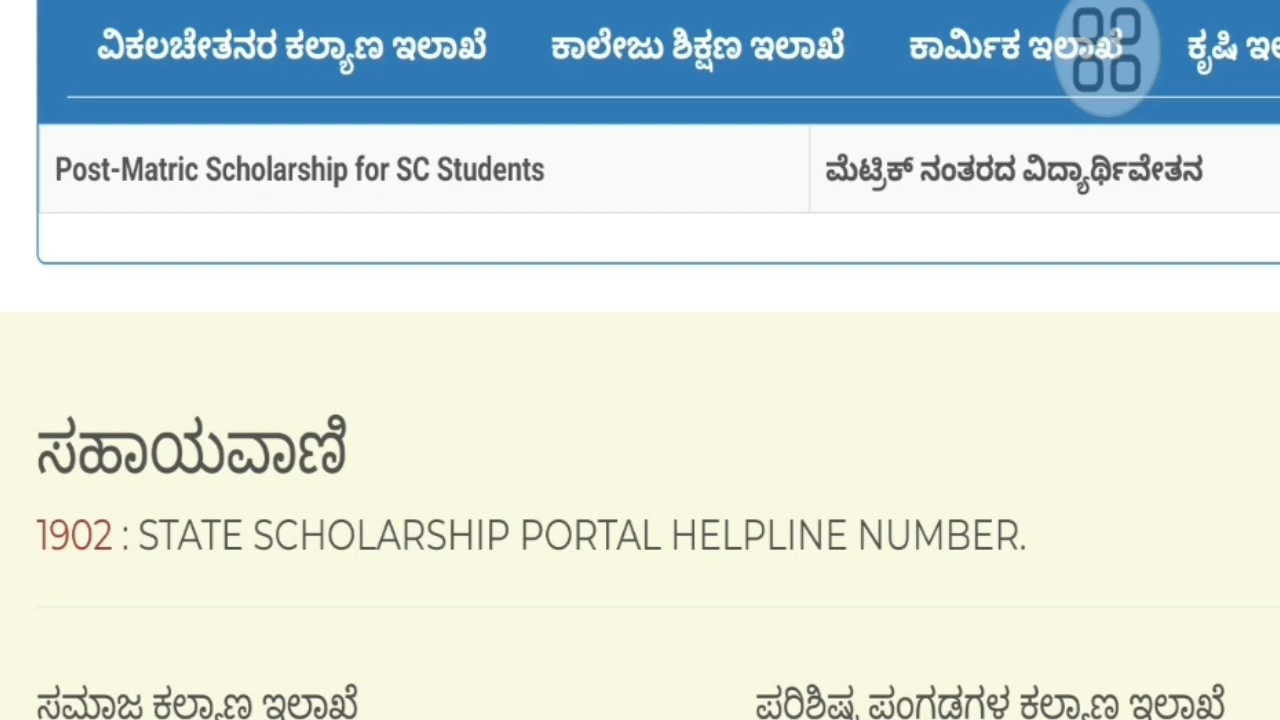 ವಿಕಲಚೇತನರ ಕಲ್ಯಾಣ ಇಲಾಖೆ ಕಾಲೇಜು ಶಿಕ್ಷಣ ಇಲಾಖೆ ಕಾರ್ಮಿಕ ಇಲಾಖೆ ಕೃಷಿ
Post-Matric Scholarship for SC Students ಮೆಟ್ರಿಕ್ ನಂತರದ ವಿದ್ಯಾರ್ಥಿವೇತನ
ಸಹಾಯವಾಣಿ
1902 : STATE SCHOLARSHIP PORTAL HELPLINE NUMBER.
ಸಮಾಜ ಕಲ್ಯಾಣ ಇಲಾಖೆ ಪರಿಶಿಷ್ಟ ಪಂಗಡಗಳ ಕಲ್ಯಾಣ ಇಲಾಖೆ